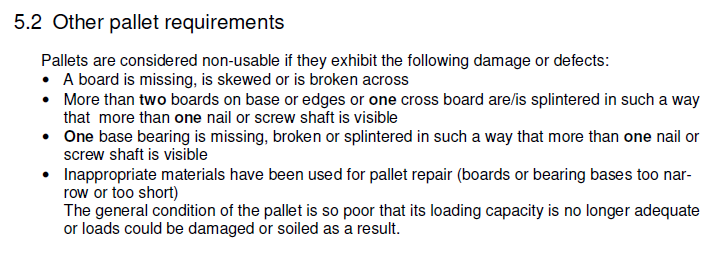 5.2 Other pallet requirements
Pallets are considered non-usable if they exhibit the following damage or defects:
• A board is missing, is skewed or is broken across
• More than two boards on base or edges or one cross board are/is splintered in such a way
that more than one nail or screw shaft is visible
• One base bearing is missing, broken or splintered in such a way that more than one nail or
screw shaft is visible
• Inappropriate materials have been used for pallet repair (boards or bearing bases too nar-
row or too short)
The general condition of the pallet is so poor that its loading capacity is no longer adequate
or loads could be damaged or soiled as a result.